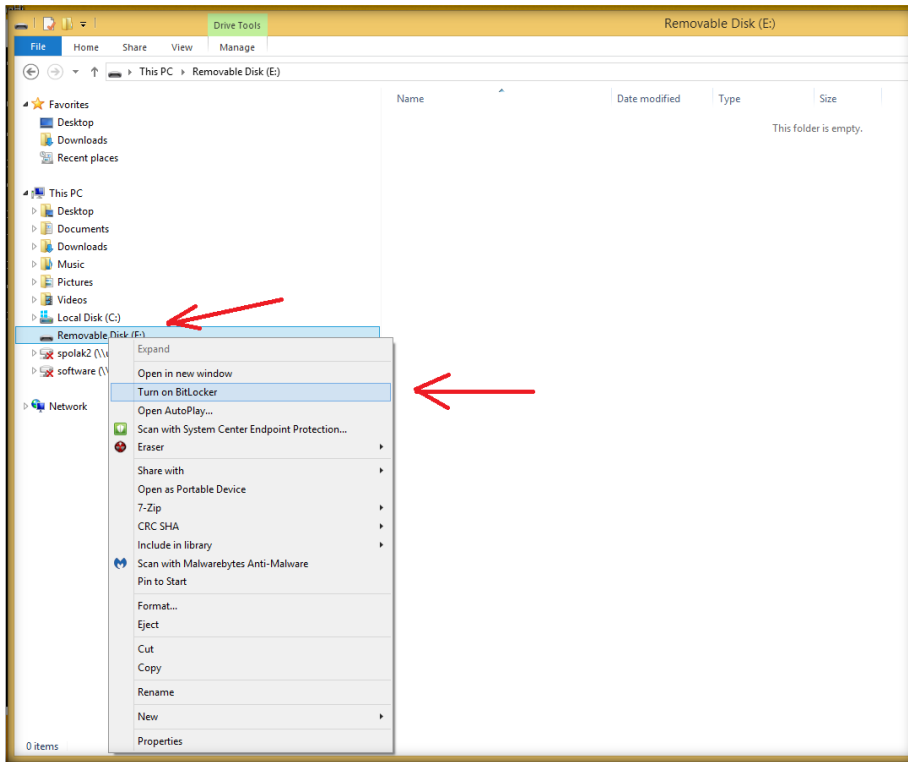 Drive Tools
Removable Disk (E:)
File Home Share View Manage
This PC Removable Disk (E:)
Name Date modified Type Size
This folder is empty.
Favorites
Desktop
Downloads
Recent places
This PC
Desktop
Documents
Downloads
Music
Pictures
Videos
Local Disk (C:)
Removable Disk (E:)
spolak2 (\\u
software (\\
Network
Expand
Open in new window
Turn on BitLocker
Open AutoPlay...
Scan with System Center Endpoint Protection...
Eraser
Share with
Open as Portable Device
7-Zip
CRC SHA
Include in library
Scan with Malwarebytes Anti-Malware
Pin to Start
Format...
Eject
Cut
Copy
Rename
New
Properties
0 items